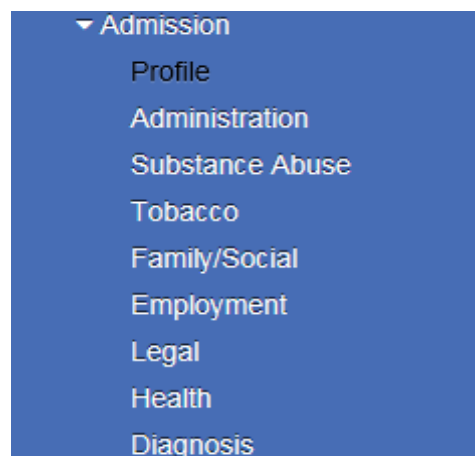 Admission
Profile
Administration
Substance Abuse
Tobacco
Family/Social
Employment
Legal
Health
Diagnosis